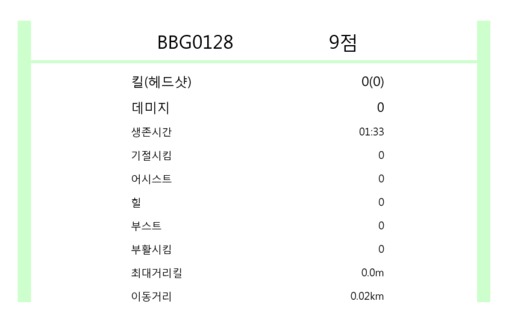 BBG0128 9점
킬(헤드샷) 0(0)
데미지 0
생존시간 01:33
기절시킴 0
어시스트 0
힐 0
부스트 0
부활시킴 0
최대거리킬 0.0m
이동거리 0.02km